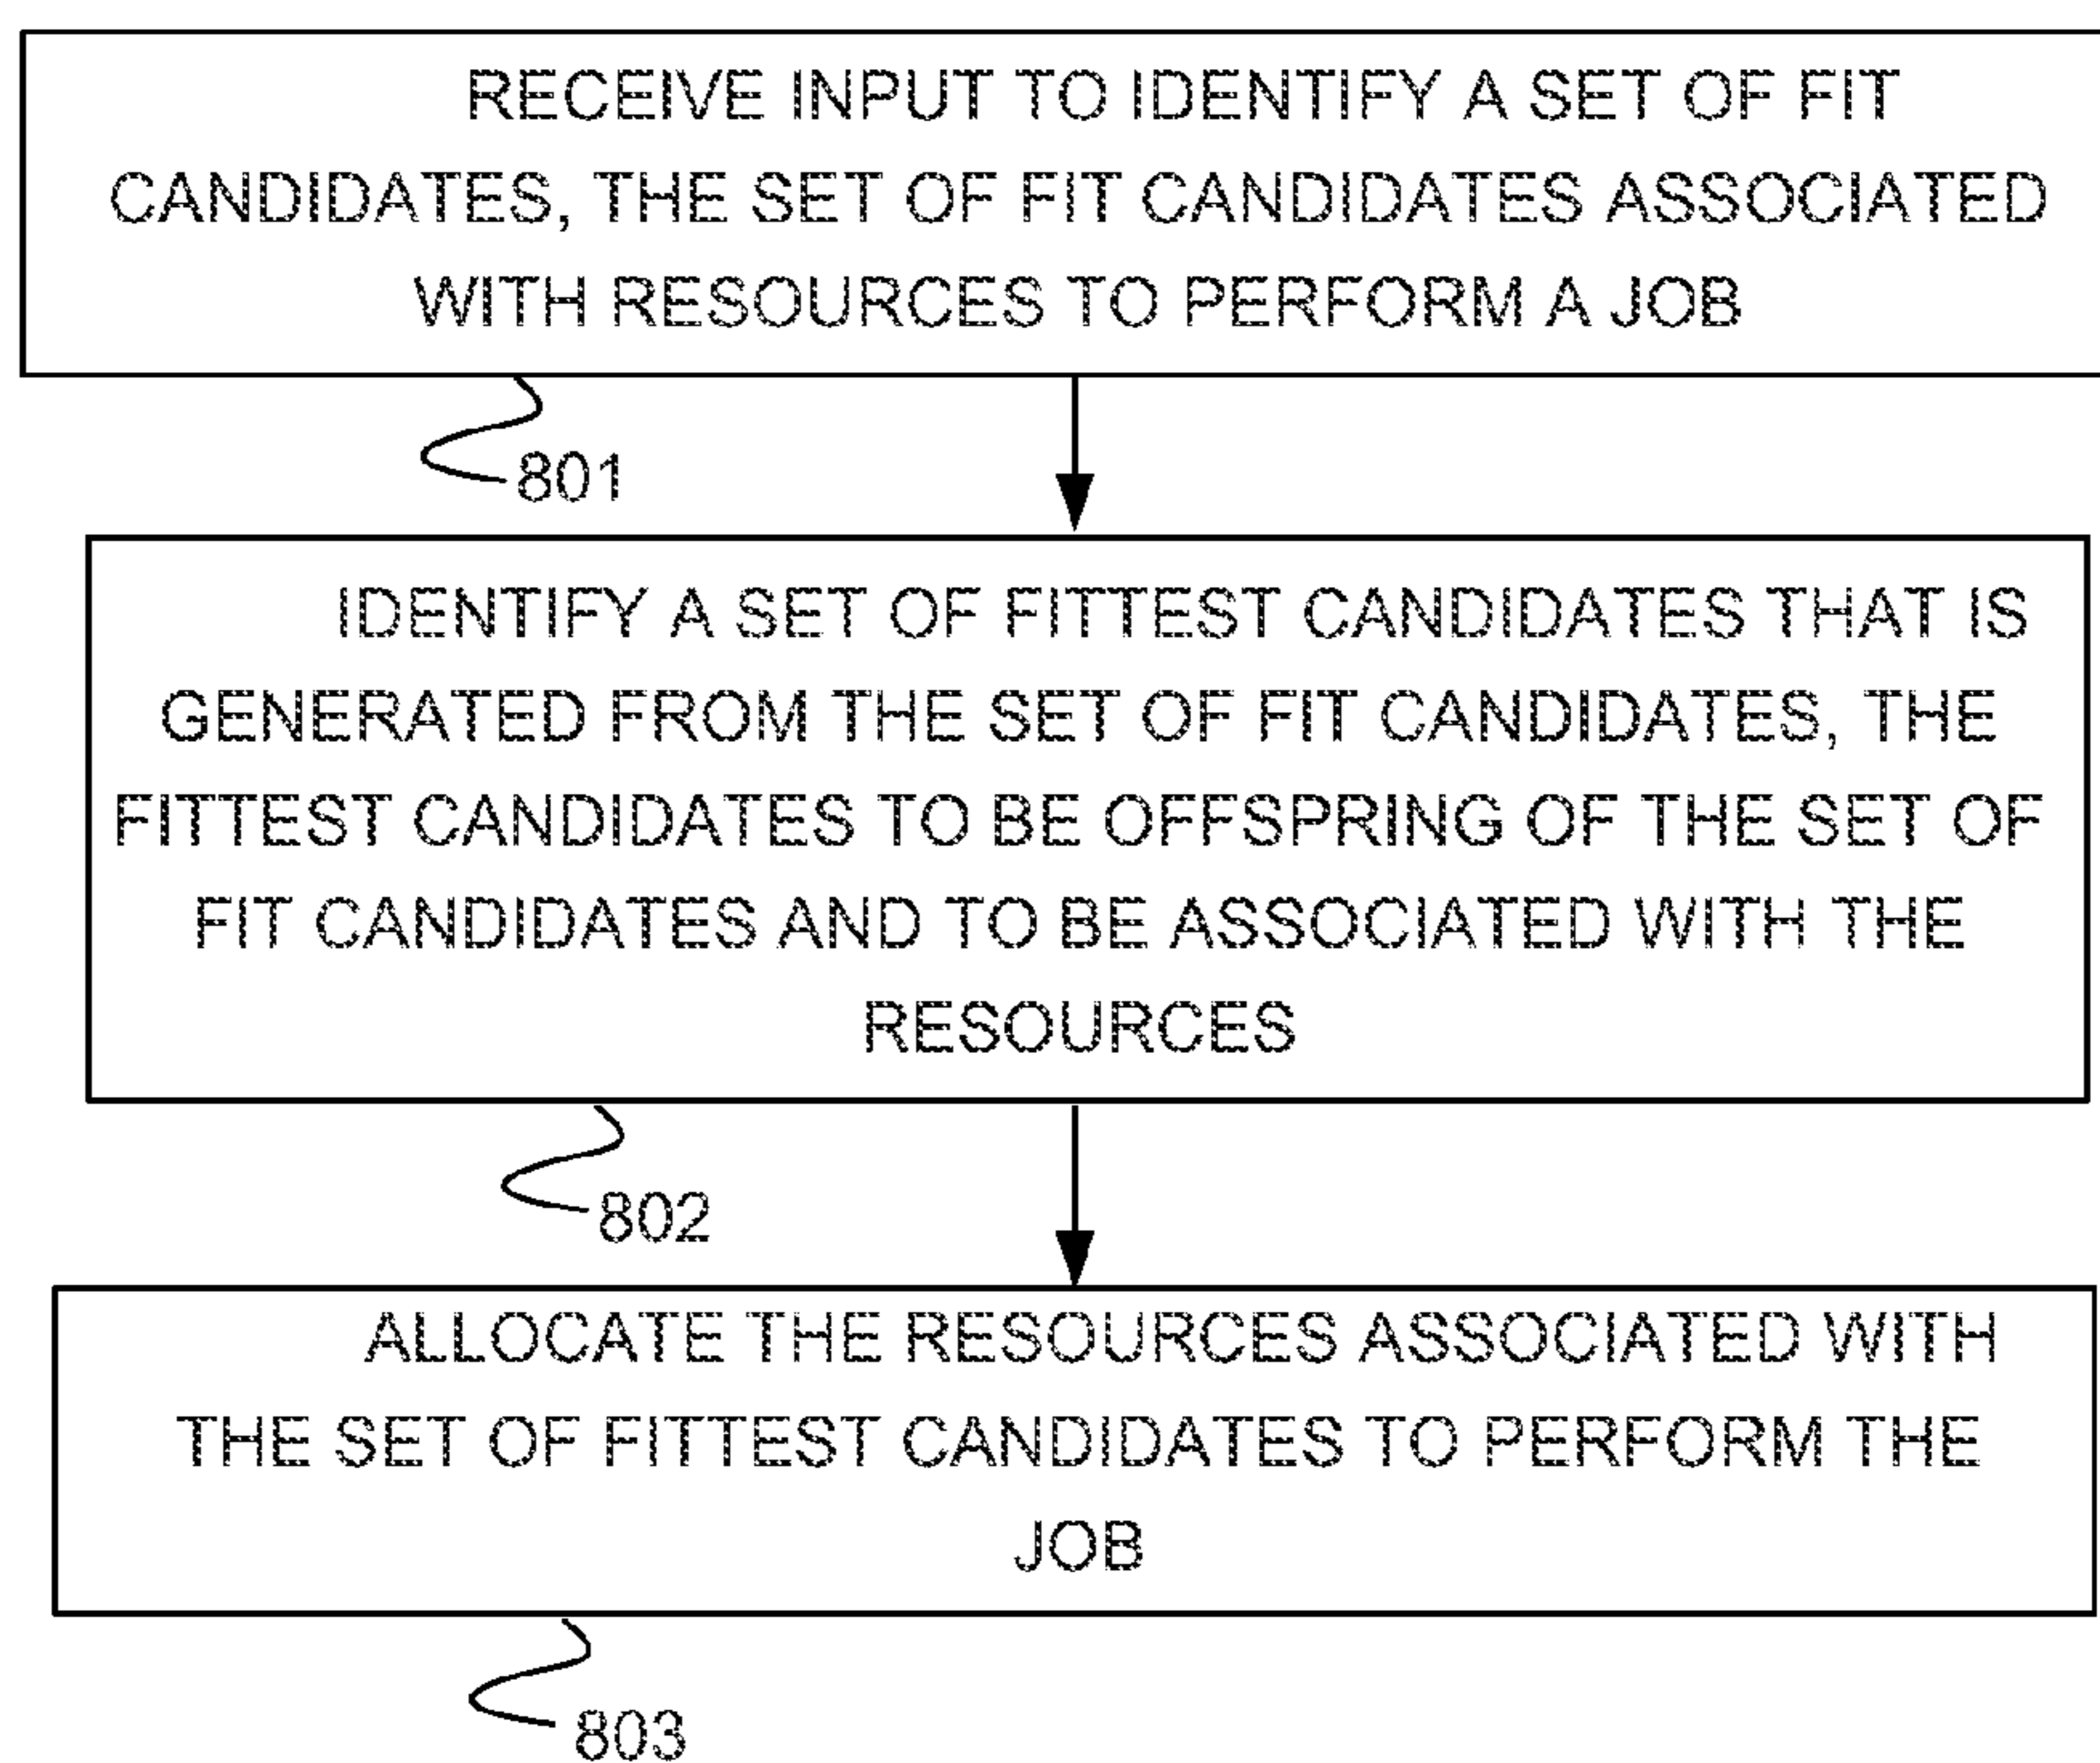 RECEIVE INPUT TO IDENTIFY A SET OF FIT
CANDIDATES, THE SET OF FIT CANDIDATES ASSOCIATED
WITH RESOURCES TO PERFORM A JOB
801
IDENTIFY A SET OF FITTEST CANDIDATES THAT IS
GENERATED FROM THE SET OF FIT CANDIDATES, THE
FITTEST CANDIDATES TO BE OFFSPRING OF THE SET OF
FIT CANDIDATES AND TO BE ASSOCIATED WITH THE
RESOURCES
802
ALLOCATE THE RESOURCES ASSOCIATED WITH
THE SET OF FITTEST CANDIDATES TO PERFORM THE
JOB
803